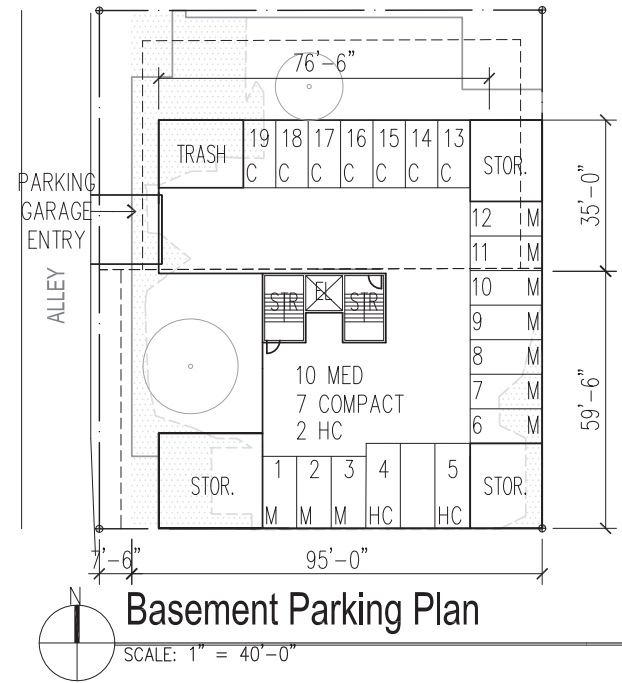 76'-6"
TRASH
19 18 17 16 15 14 13
C C C C C C C
STOR.
PARKING
GARAGE
ENTRY
ALLEY
35'-0"
12 M
11 M
10 M
9 M
8 M
7 M
6 M
STR EL STR
10 MED
7 COMPACT
2 HC
59'-6"
STOR.
1 2 3 4 5
M M M HC HC
STOR.
7'-6" 95'-0"
N
Basement Parking Plan
SCALE: 1" = 40'-0"